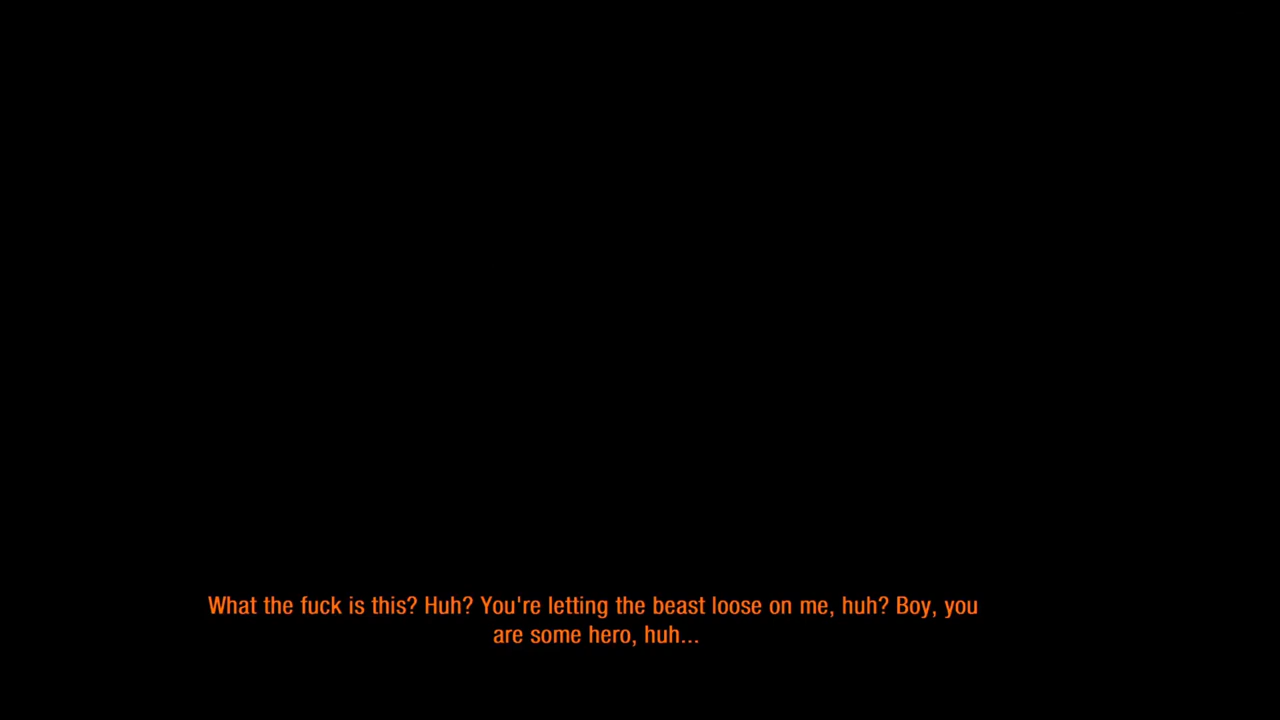 What the fuck is this? Huh? You're letting the beast loose on me, huh? Boy, you
are some hero, huh...